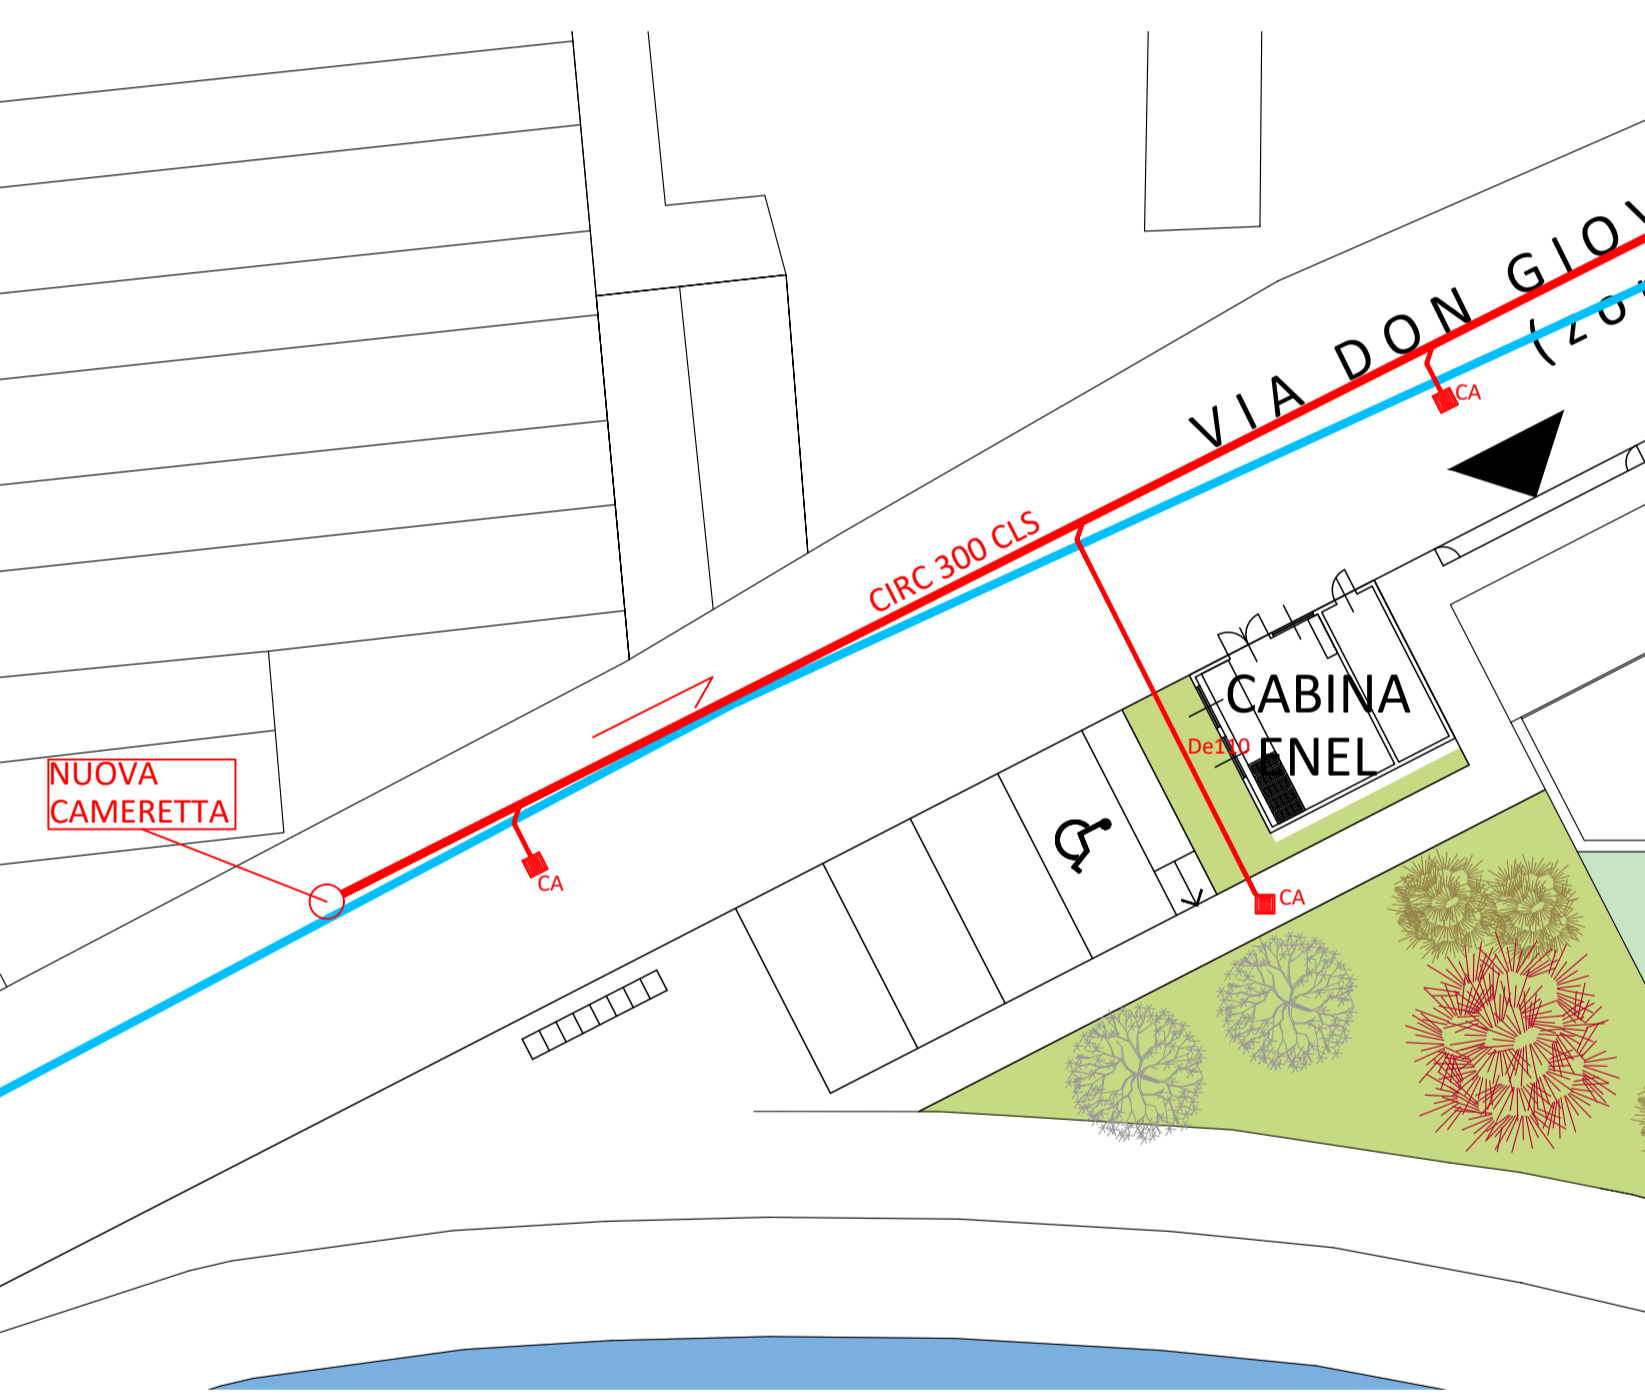 VIA DON GIOV
CA
CIRC 300 CLS
CABINA
ENEL
De110
NUOVA
CAMERETTA
CA
CA